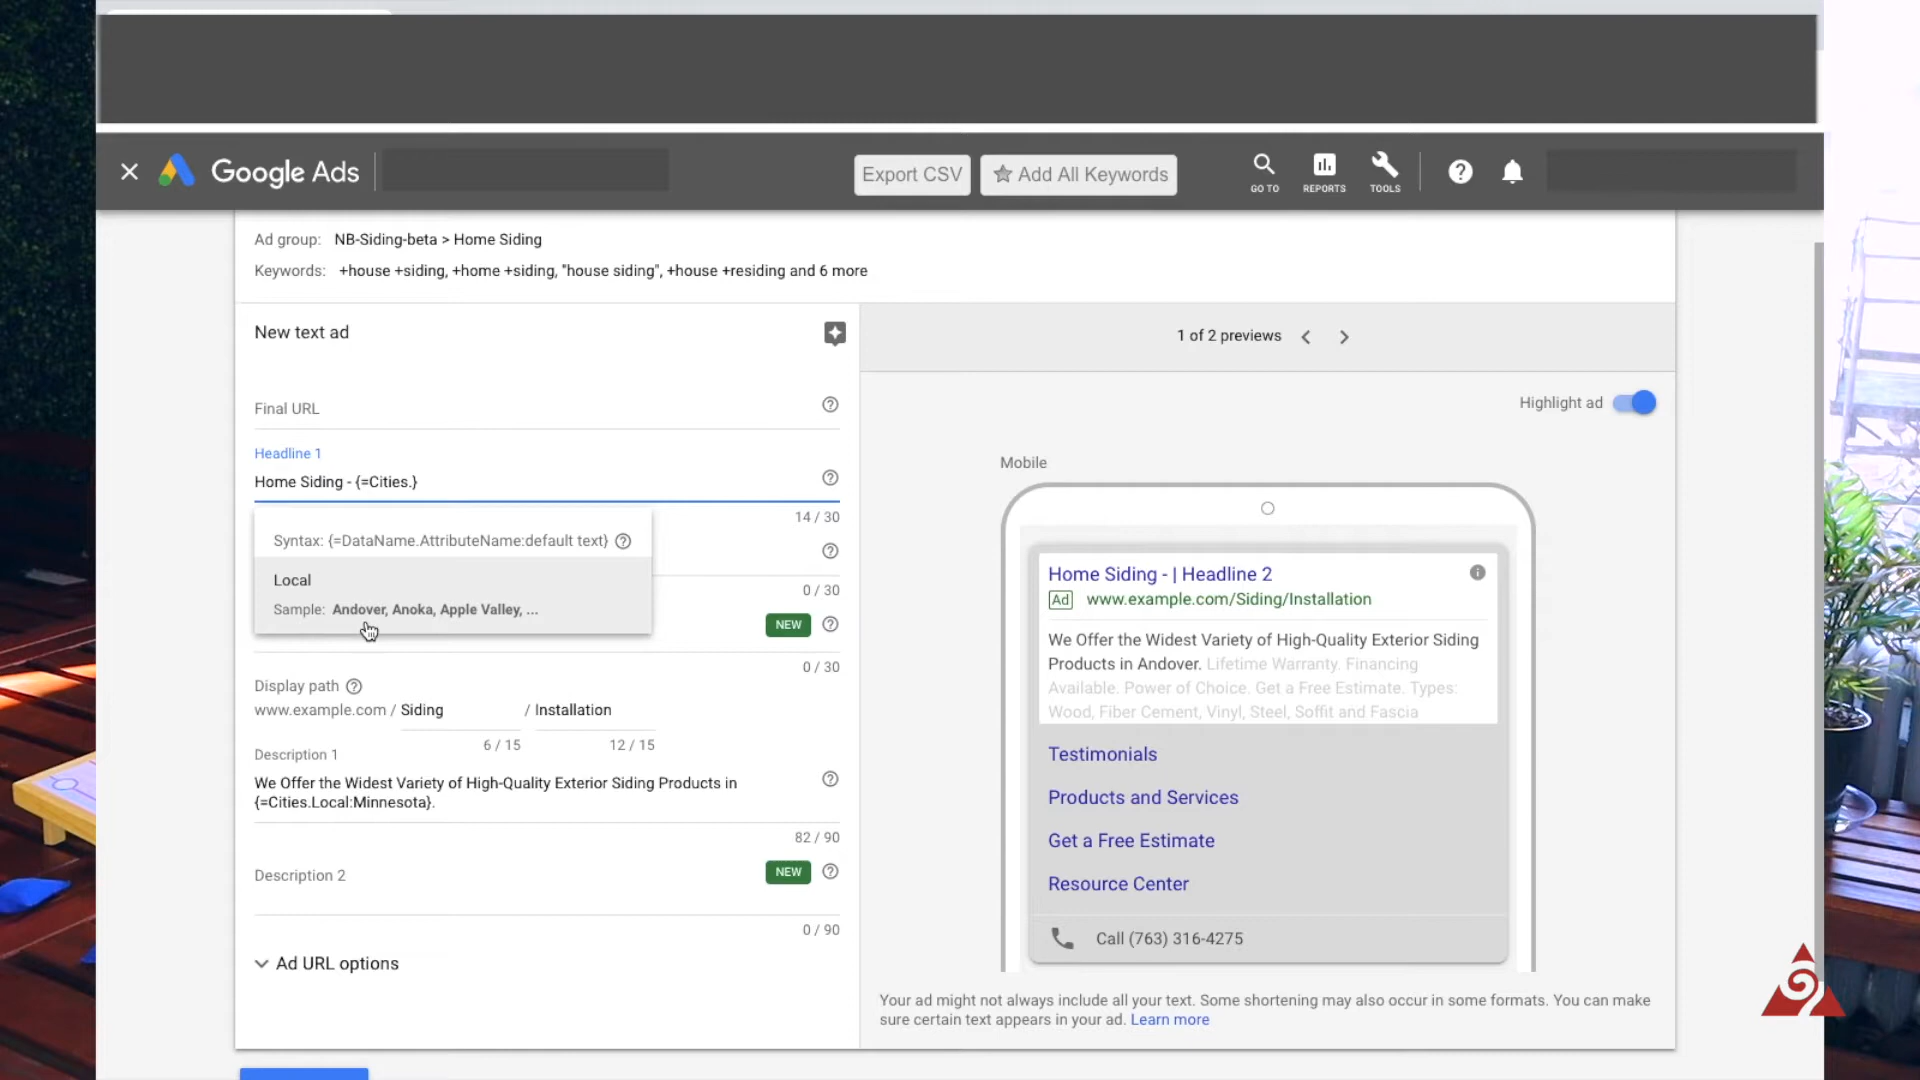 Google Ads
Export CSV
Add All Keywords
GO TO
REPORTS
TOOLS
Ad group: NB-Siding-beta > Home Siding
Keywords: +house +siding, +home +siding, "house siding", +house +residing and 6 more
New text ad
Final URL
Headline 1
Home Siding - {=Cities.}
14 / 30
Syntax: {=DataName.AttributeName:default text}
Local
Sample: Andover, Anoka, Apple Valley, ...
0 / 30
NEW
0 / 30
Display path
www.example.com / Siding / Installation
6 / 15
12 / 15
Description 1
We Offer the Widest Variety of High-Quality Exterior Siding Products in
{=Cities.Local:Minnesota}.
82 / 90
Description 2
NEW
0 / 90
Ad URL options
1 of 2 previews
Highlight ad
Mobile
Home Siding - | Headline 2
Ad www.example.com/Siding/Installation
We Offer the Widest Variety of High-Quality Exterior Siding
Products in Andover. Lifetime Warranty. Financing
Available. Power of Choice. Get a Free Estimate. Types:
Wood, Fiber Cement, Vinyl, Steel, Soffit and Fascia
Testimonials
Products and Services
Get a Free Estimate
Resource Center
Call (763) 316-4275
Your ad might not always include all your text. Some shortening may also occur in some formats. You can make
sure certain text appears in your ad. Learn more